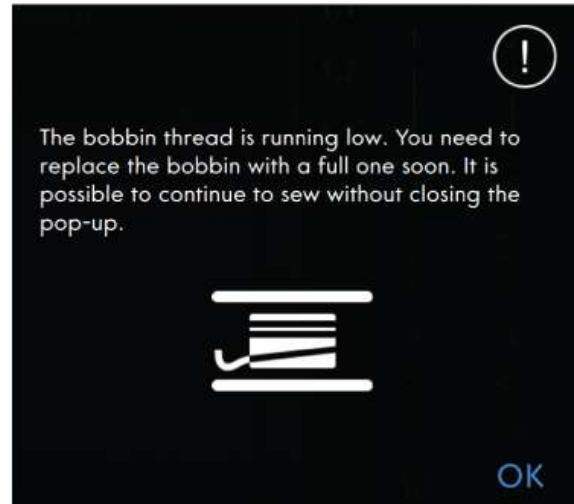 !
The bobbin thread is running low. You need to
replace the bobbin with a full one soon. It is
possible to continue to sew without closing the
pop-up.
OK